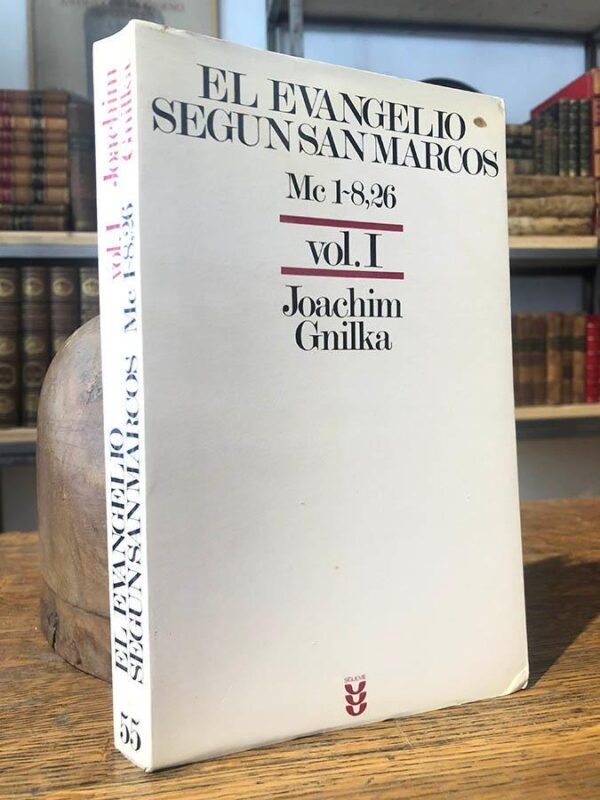 EL EVANGELIO
SEGUN SAN MARCOS
Mc 1-8,26
vol. I
Joachim
Gnilka
SIGUEME
Joachim
Gnilka
vol. I
Mc 1-8,26
EL EVANGELIO
SEGUN SAN MARCOS
55